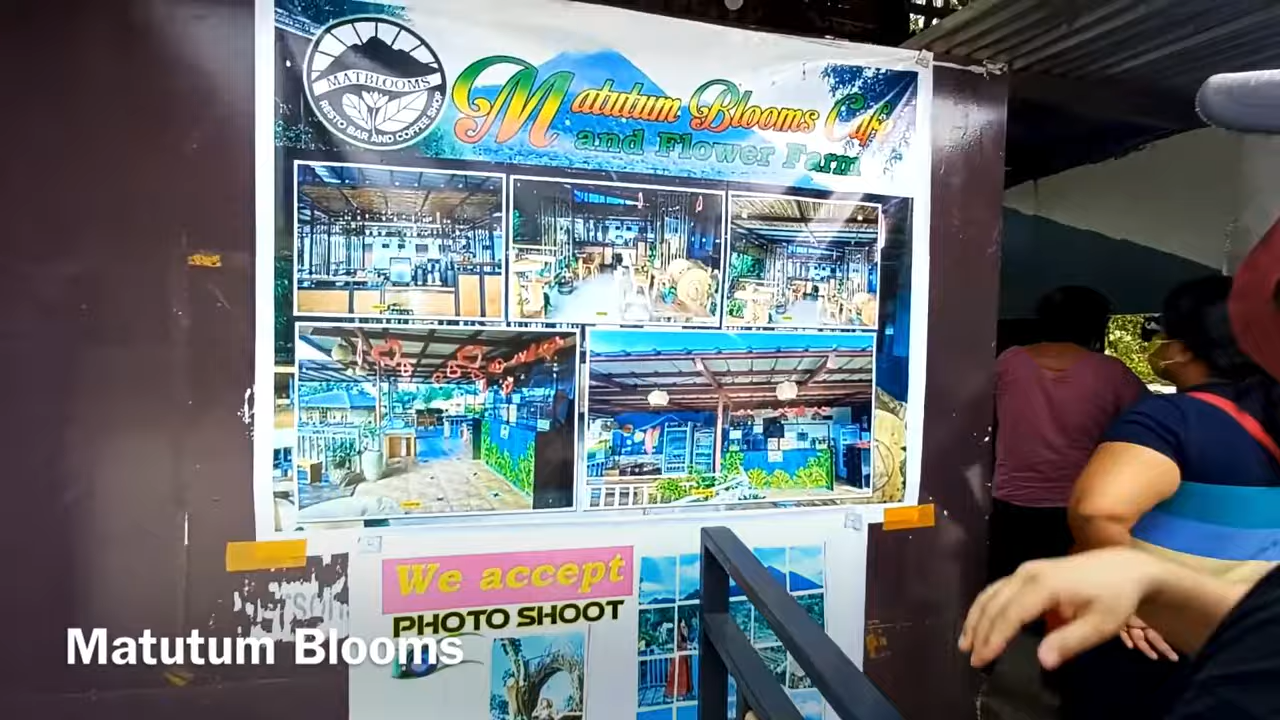 MATBLOOMS
RESTO BAR AND COFFEE SHOP
Matutum Blooms Cafe
and Flower Farm
We accept
PHOTO SHOOT
Matutum Blooms